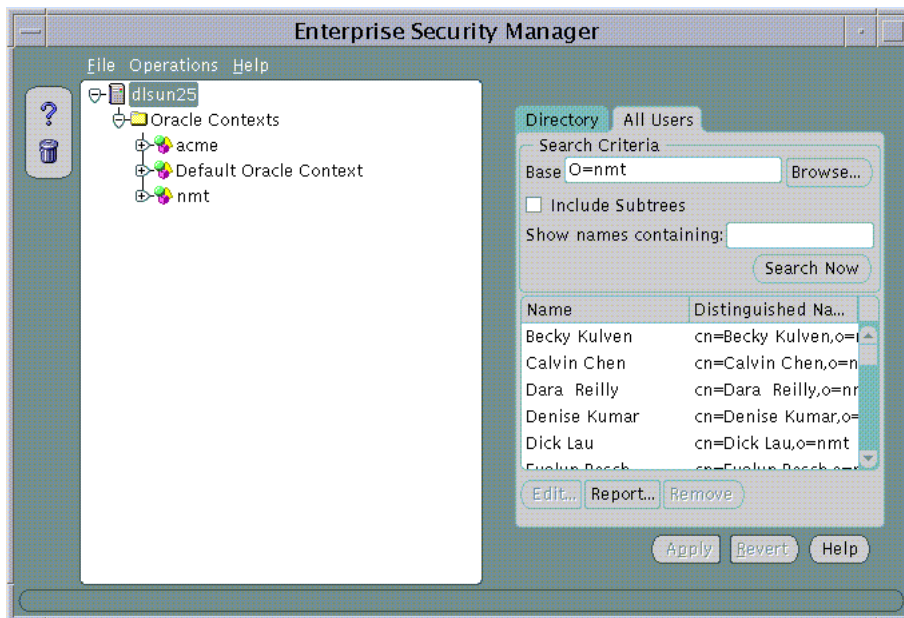 Enterprise Security Manager
File Operations Help
dlsun25
Oracle Contexts
acme
Default Oracle Context
nmt
Directory All Users
Search Criteria
Base O=nmt Browse...
Include Subtrees
Show names containing:
Search Now
Name Distinguished Na...
Becky Kulven cn=Becky Kulven,o=
Calvin Chen cn=Calvin Chen,o=n
Dara Reilly cn=Dara Reilly,o=nr
Denise Kumar cn=Denise Kumar,o=
Dick Lau cn=Dick Lau,o=nmt
Edit... Report... Remove
Apply Revert Help